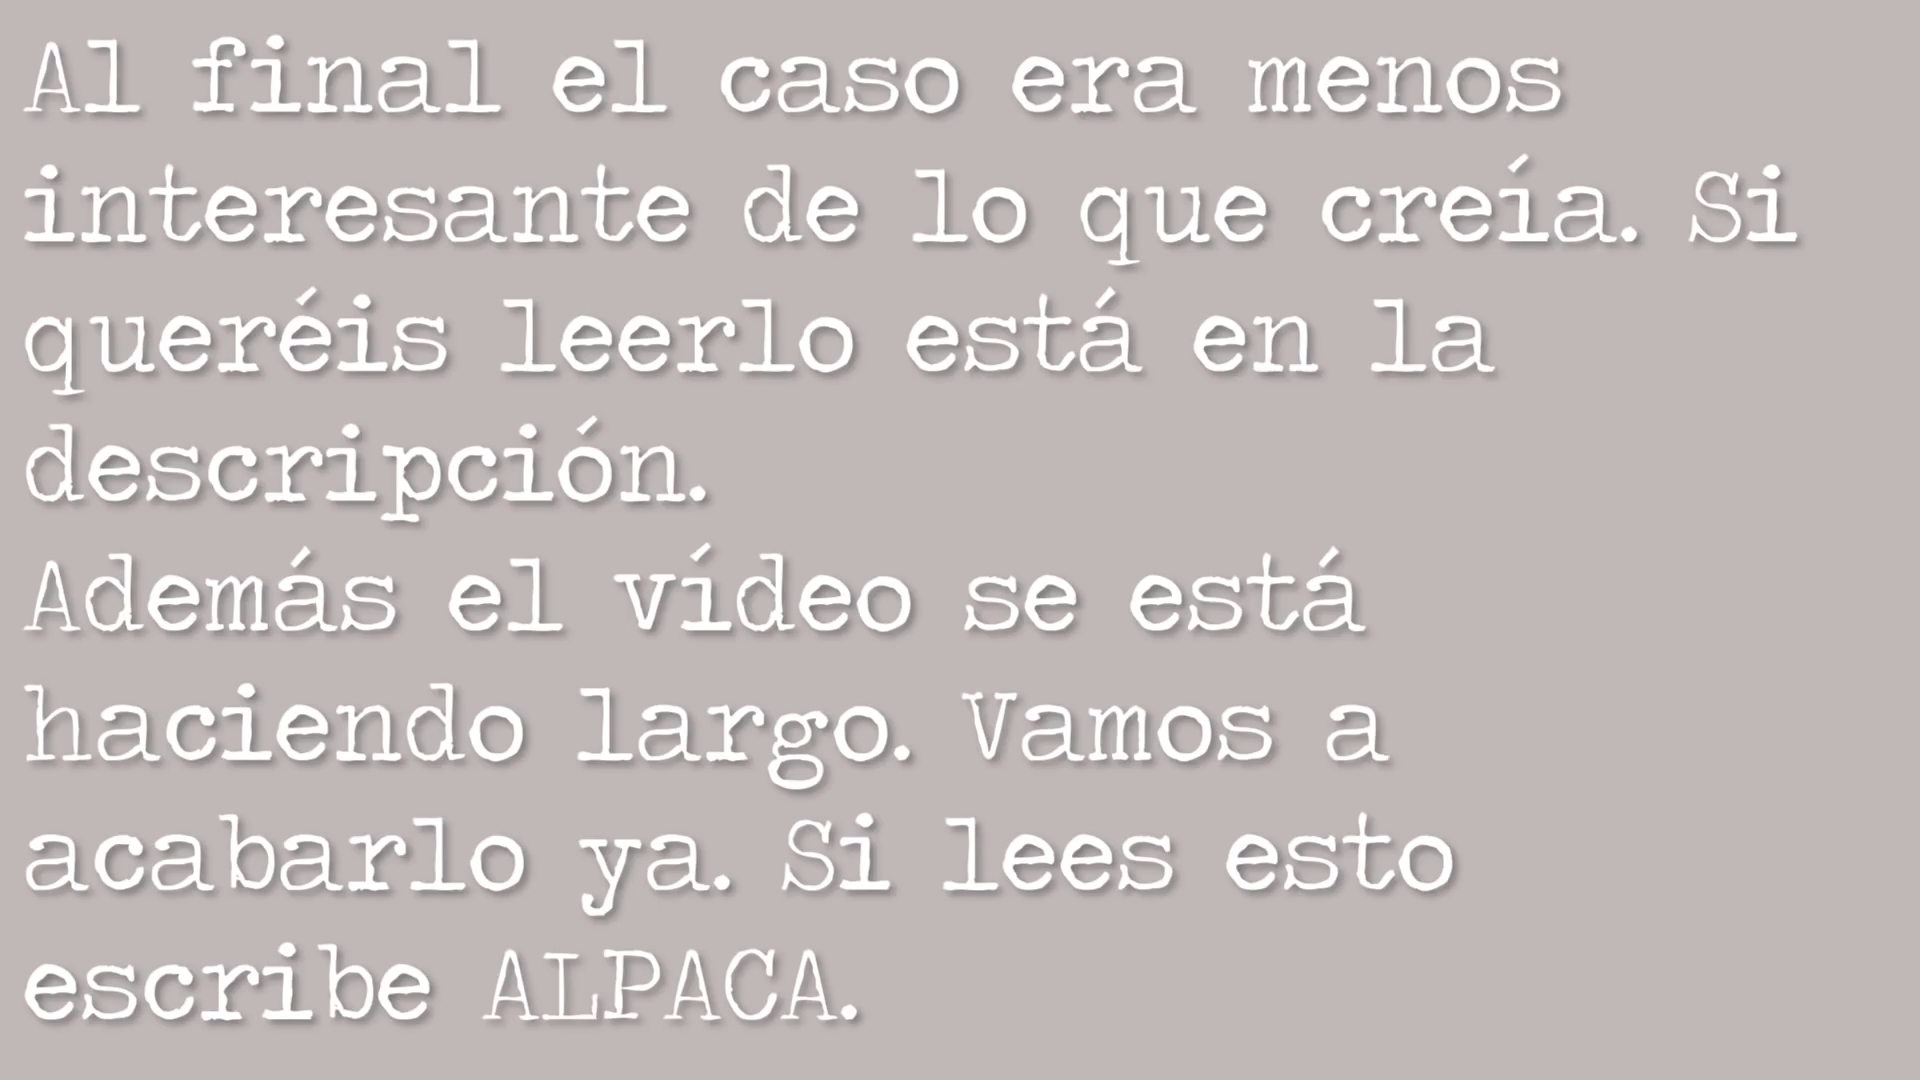 Al final el caso era menos
interesante de lo que creía. Si
queréis leerlo está en la
descripción.
Además el vídeo se está
haciendo largo. Vamos a
acabarlo ya. Si lees esto
escribe ALPACA.